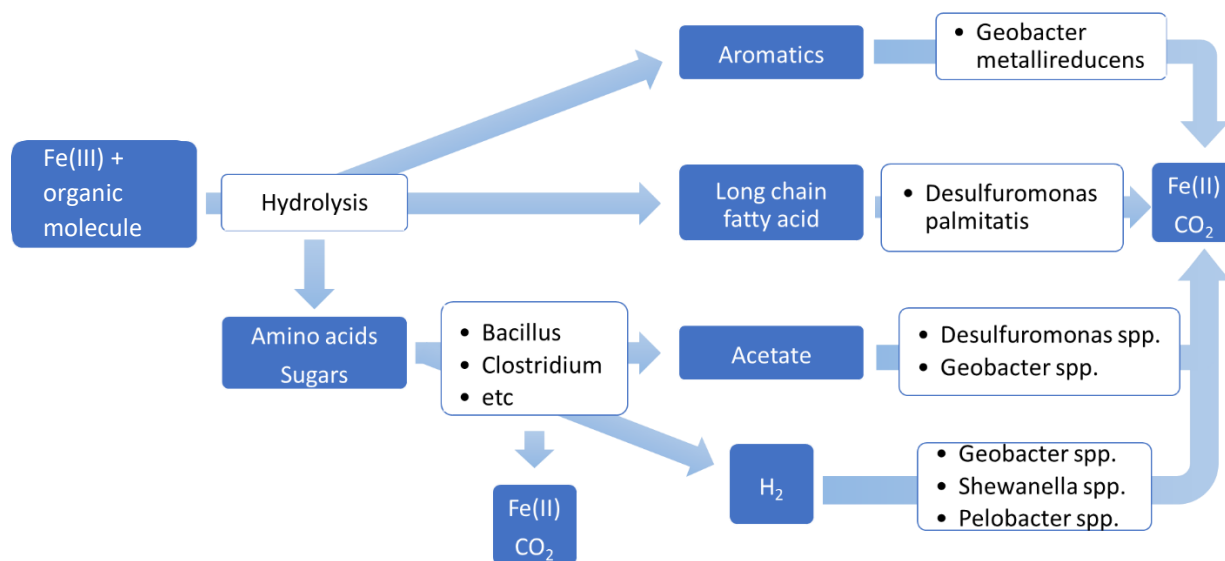 Fe(III) +
organic
molecule
Hydrolysis
Aromatics
• Geobacter
metallireducens
Long chain
fatty acid
• Desulfuromonas
palmitatis
Fe(II)
CO₂
Amino acids
Sugars
• Bacillus
• Clostridium
• etc
Acetate
• Desulfuromonas spp.
• Geobacter spp.
Fe(II)
CO₂
H₂
• Geobacter spp.
• Shewanella spp.
• Pelobacter spp.